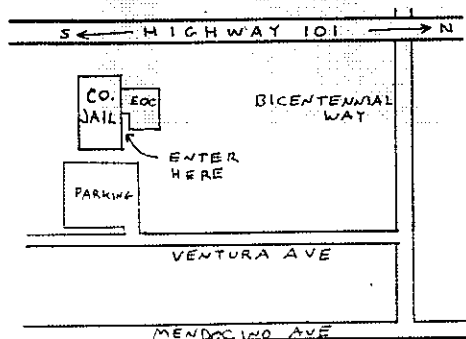 S ← HIGHWAY 101 → N
CO.
JAIL
EOC
BICENTENNIAL
WAY
ENTER
HERE
PARKING
VENTURA AVE
MENDOCINO AVE